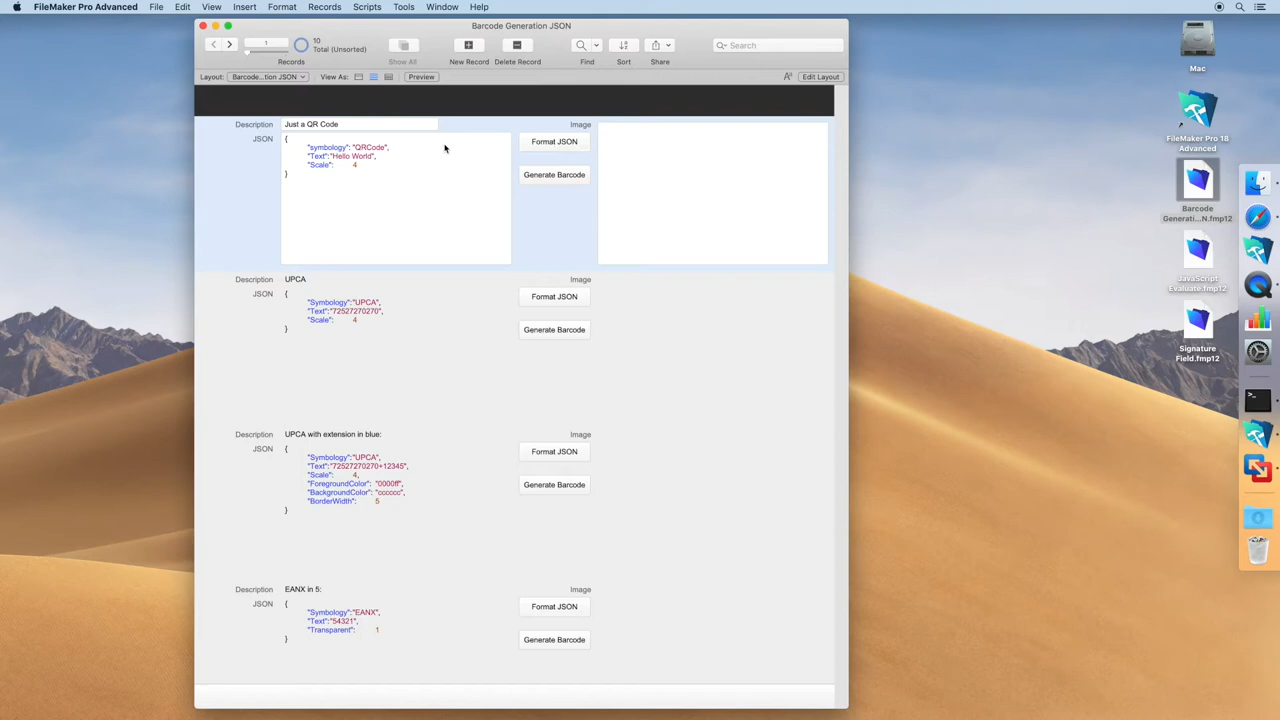 FileMaker Pro Advanced File Edit View Insert Format Records Scripts Tools Window Help
Barcode Generation JSON
1
10
Total (Unsorted)
Records
Show All
New Record
Delete Record
Find
Sort
Share
Search
Layout: Barcode...tion JSON View As: Preview Edit Layout
Description Just a QR Code Image
JSON {
"symbology": "QRCode",
"Text":"Hello World",
"Scale": 4
}
Format JSON
Generate Barcode
Description UPCA Image
JSON {
"Symbology":"UPCA",
"Text":"72527270270",
"Scale": 4
}
Format JSON
Generate Barcode
Description UPCA with extension in blue: Image
JSON {
"Symbology":"UPCA",
"Text":"72527270270+12345",
"Scale": 4,
"ForegroundColor": "0000ff",
"BackgroundColor": "cccccc",
"BorderWidth": 5
}
Format JSON
Generate Barcode
Description EANX in 5: Image
JSON {
"Symbology":"EANX",
"Text":"54321",
"Transparent": 1
}
Format JSON
Generate Barcode
Mac
FileMaker Pro 18
Advanced
Barcode
Generati...N.fmp12
JavaScript
Evaluate.fmp12
Signature
Field.fmp12